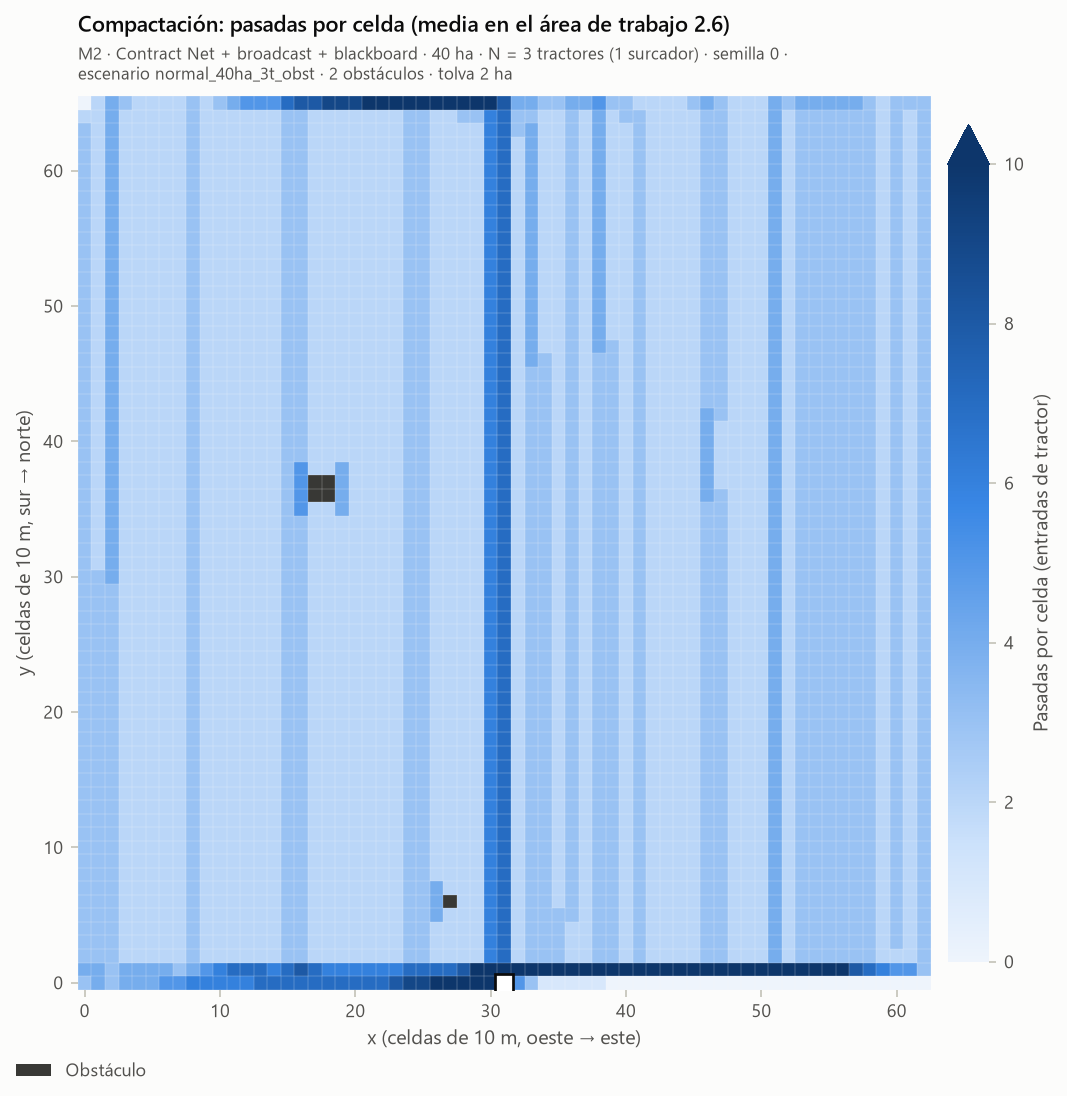 Compactación: pasadas por celda (media en el área de trabajo 2.6)
M2 · Contract Net + broadcast + blackboard · 40 ha · N = 3 tractores (1 surcador) · semilla 0 ·
escenario normal_40ha_3t_obst · 2 obstáculos · tolva 2 ha
60
50
40
30
20
10
0
y (celdas de 10 m, sur → norte)
0 10 20 30 40 50 60
x (celdas de 10 m, oeste → este)
10
8
6
4
2
0
Pasadas por celda (entradas de tractor)
Obstáculo